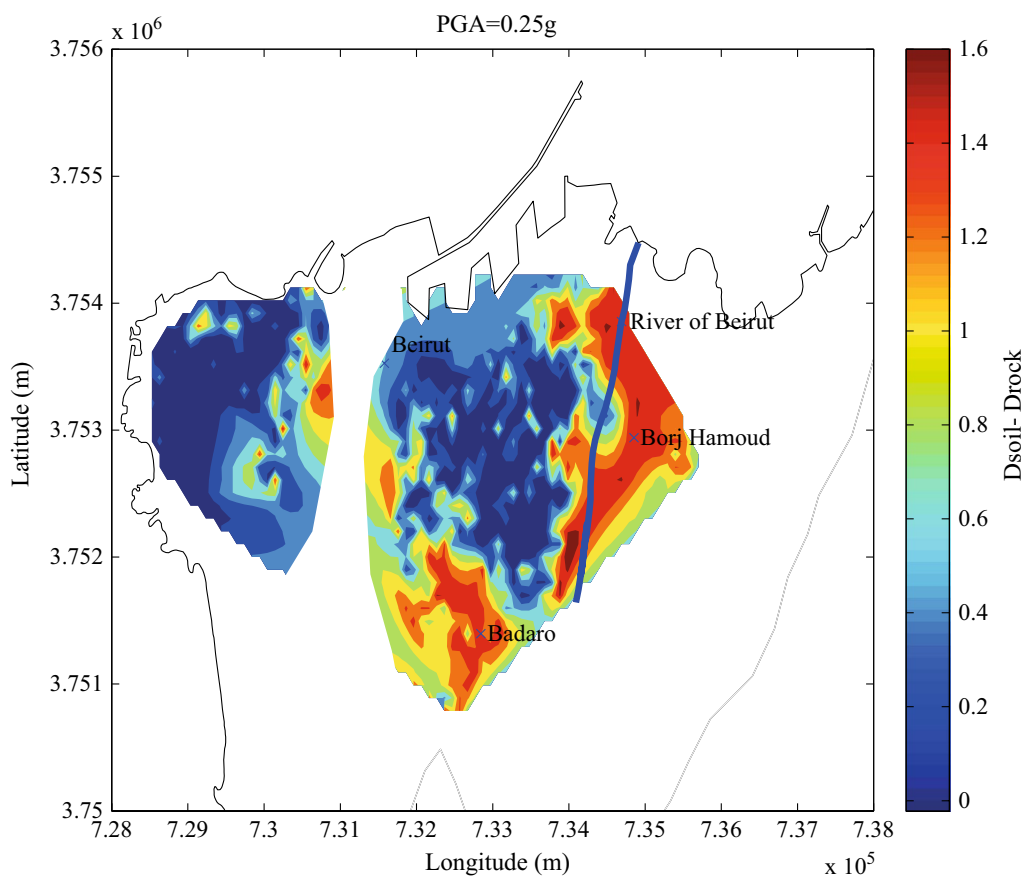 PGA=0.25g
x 10^6
3.756
3.755
3.754
3.753
3.752
3.751
3.75
Latitude (m)
Beirut
River of Beirut
Borj Hamoud
Badaro
7.28 7.29 7.3 7.31 7.32 7.33 7.34 7.35 7.36 7.37 7.38
Longitude (m)
x 10^5
1.6
1.4
1.2
1
0.8
0.6
0.4
0.2
0
Dsoil- Drock